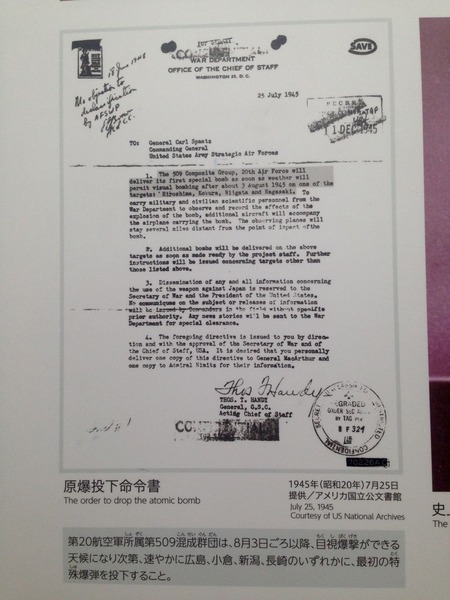 SAVE
WAR DEPARTMENT
OFFICE OF THE CHIEF OF STAFF
WASHINGTON 25, D.C.
25 July 1945
11 DEC 1945
TO: General Carl Spaatz
Commanding General
United States Army Strategic Air Forces
1. The 509 Composite Group, 20th Air Force will
deliver its first special bomb as soon as weather will
permit visual bombing after about 3 August 1945 on one of the
targets: Hiroshima, Kokura, Niigata and Nagasaki. To
carry military and civilian scientific personnel from the
War Department to observe and record the effects of the
explosion of the bomb, additional aircraft will accompany
the airplane carrying the bomb. The observing planes will
stay several miles distant from the point of impact of the
bomb.
2. Additional bombs will be delivered on the above
targets as soon as made ready by the project staff. Further
instructions will be issued concerning targets other than
those listed above.
3. Dissemination of any and all information concerning
the use of the weapon against Japan is reserved to the
Secretary of War and the President of the United States.
No communiques on the subject or releases of information
will be issued by Commanders in the field without specific
prior authority. Any news stories will be sent to the War
Department for special clearance.
4. The foregoing directive is issued to you by direc-
tion and with the approval of the Secretary of War and of
the Chief of Staff, USA. It is desired that you personally
deliver one copy of this directive to General MacArthur and
one copy to Admiral Nimitz for their information.
Thos T Handy
THOS. T. HANDY
General, G.S.C.
Acting Chief of Staff
CONFIDENTIAL
原爆投下命令書
The order to drop the atomic bomb
1945年(昭和20年)7月25日
提供/アメリカ国立公文書館
July 25, 1945
Courtesy of US National Archives
第20航空軍所属第509混成群団は、8月3日ごろ以降、目視爆撃ができる
天候になり次第、速やかに広島、小倉、新潟、長崎のいずれかに、最初の特
殊爆弾を投下すること。
史上
The